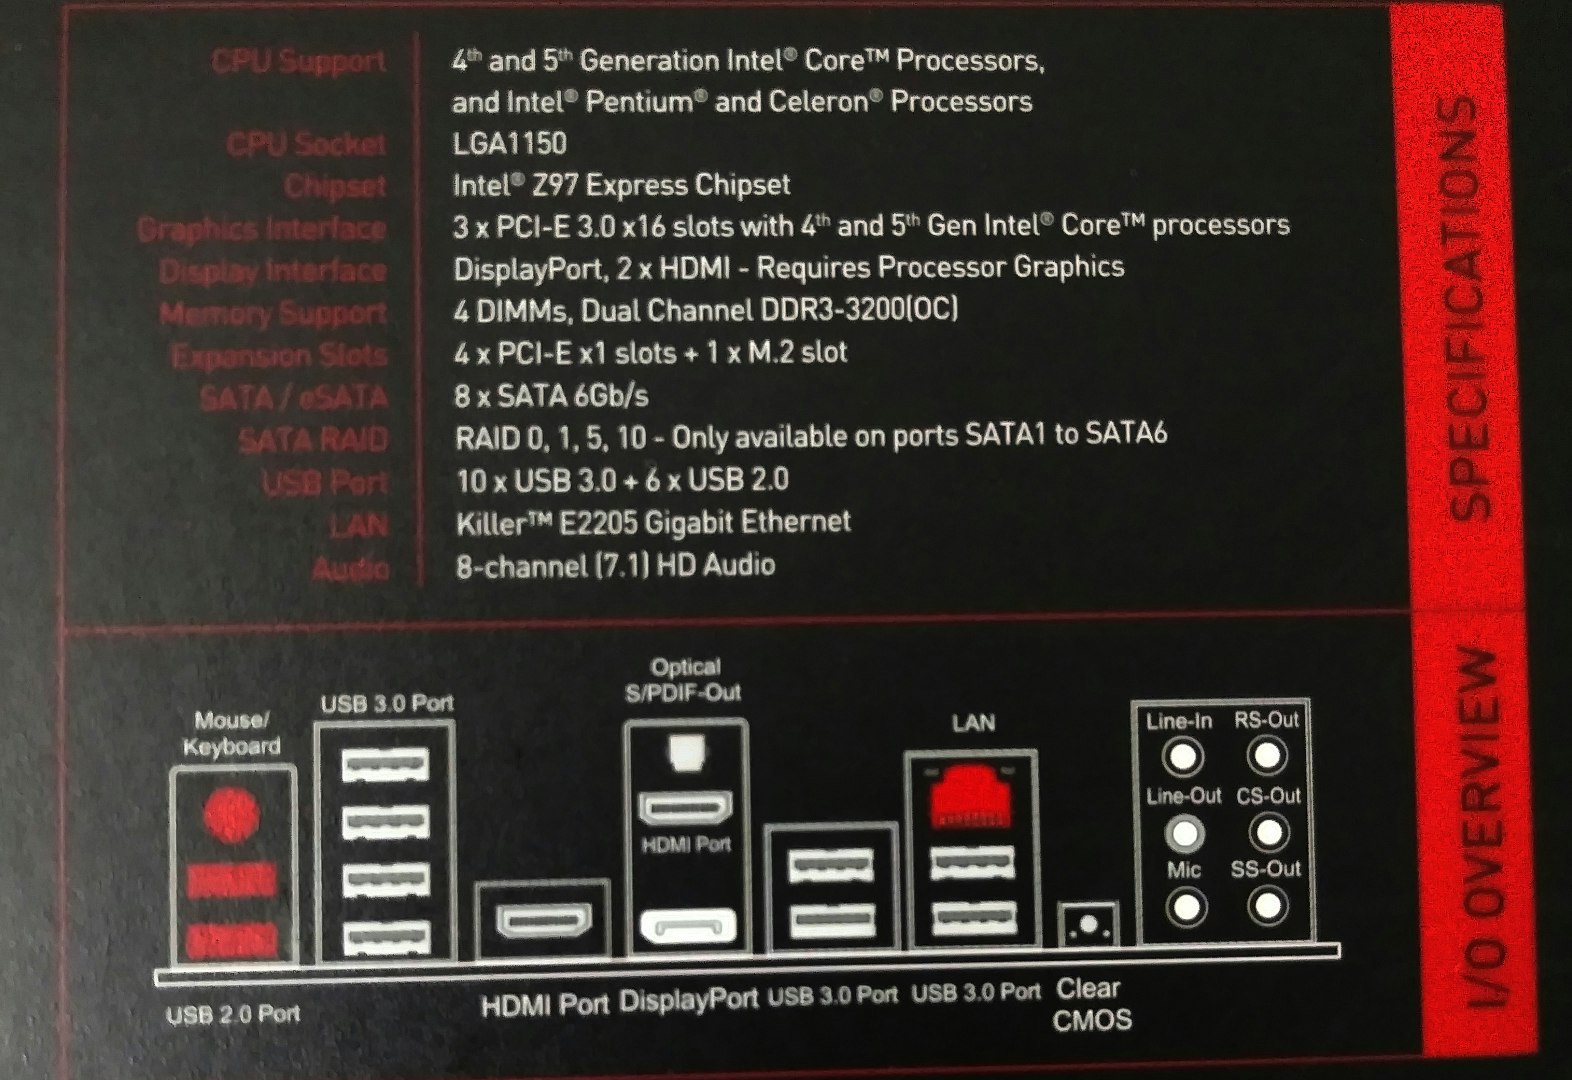 CPU Support 4th and 5th Generation Intel® Core™ Processors,
and Intel® Pentium® and Celeron® Processors
CPU Socket LGA1150
Chipset Intel® Z97 Express Chipset
Graphics Interface 3 x PCI-E 3.0 x16 slots with 4th and 5th Gen Intel® Core™ processors
Display Interface DisplayPort, 2 x HDMI - Requires Processor Graphics
Memory Support 4 DIMMs, Dual Channel DDR3-3200(OC)
Expansion Slots 4 x PCI-E x1 slots + 1 x M.2 slot
SATA / eSATA 8 x SATA 6Gb/s
SATA RAID RAID 0, 1, 5, 10 - Only available on ports SATA1 to SATA6
USB Port 10 x USB 3.0 + 6 x USB 2.0
LAN Killer™ E2205 Gigabit Ethernet
Audio 8-channel (7.1) HD Audio
SPECIFICATIONS
Mouse/
Keyboard
USB 3.0 Port
Optical
S/PDIF-Out
HDMI Port
LAN
Line-In RS-Out
Line-Out CS-Out
Mic SS-Out
USB 2.0 Port
HDMI Port
DisplayPort
USB 3.0 Port
USB 3.0 Port
Clear
CMOS
I/O OVERVIEW